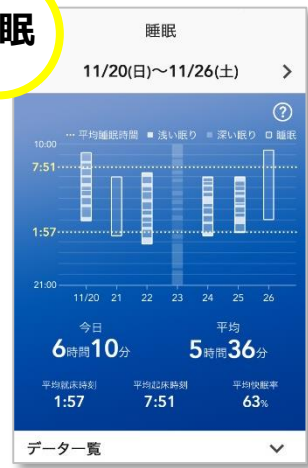 眠
睡眠
11/20(日)〜11/26(土)
?
平均睡眠時間 浅い眠り 深い眠り 睡眠
10:00
7:51
1:57
21:00
11/20 21 22 23 24 25 26
今日 平均
6時間10分 5時間36分
平均就床時刻 平均起床時刻 平均快眠率
1:57 7:51 63%
データ一覧